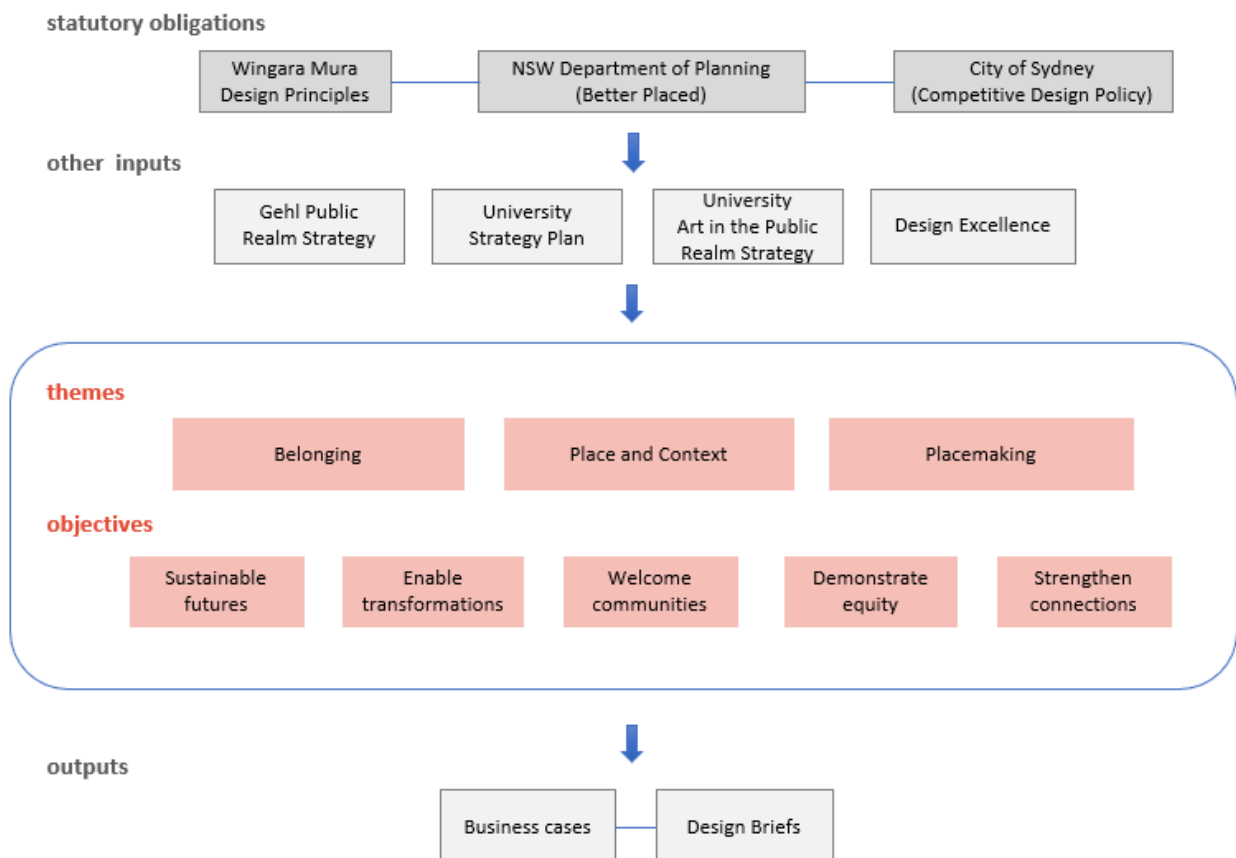 statutory obligations
Wingara Mura
Design Principles
NSW Department of Planning
(Better Placed)
City of Sydney
(Competitive Design Policy)
other inputs
Gehl Public
Realm Strategy
University
Strategy Plan
University
Art in the Public
Realm Strategy
Design Excellence
themes
Belonging
Place and Context
Placemaking
objectives
Sustainable
futures
Enable
transformations
Welcome
communities
Demonstrate
equity
Strengthen
connections
outputs
Business cases
Design Briefs